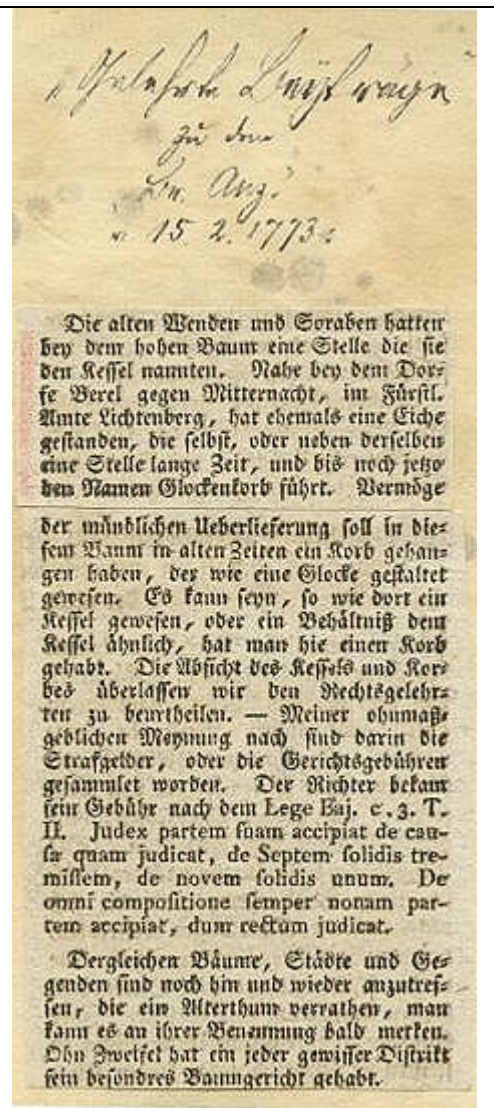 "Gelehrte Beyträge
zu den
Br. Anz.
v. 15. 2. 1773:
Die alten Wenden und Soraben hatten
bey dem hohen Baum eine Stelle die sie
den Kessel nannten. Nahe bey dem Dor-
fe Berel gegen Mitternacht, im Fürstl.
Amte Lichtenberg, hat ehemals eine Eiche
gestanden, die selbst, oder neben derselben
eine Stelle lange Zeit, und bis noch jetzo
den Namen Glockenkorb führt. Vermöge
der mündlichen Ueberlieferung soll in die-
sem Baum in alten Zeiten ein Korb gehan-
gen haben, der wie eine Glocke gestaltet
gewesen. Es kann seyn, so wie dort ein
Kessel gewesen, oder ein Behältniß dem
Kessel ähnlich, hat man hie einen Korb
gehabt. Die Absicht des Kessels und Kor-
bes überlassen wir den Rechtsgelehr-
ten zu beurtheilen. — Meiner ohnmaß-
geblichen Meynung nach sind darin die
Strafgelder, oder die Gerichtsgebühren
gesammlet worden. Der Richter bekam
sein Gebühr nach dem Lege Baj. c. 3. T.
II. Judex partem suam accipiat de cau-
sa quam judicat, de Septem solidis tre-
missem, de novem solidis unum. De
omni compositione semper nonam par-
tem accipiat, dum rectum judicat.
Dergleichen Bäume, Städte und Ge-
genden sind noch hin und wieder anzutref-
fen, die ein Alterthum verrathen, man
kann es an ihrer Benennung bald merken.
Ohn Zweifel hat ein jeder gewisser Distrikt
sein besondres Baumgericht gehabt.